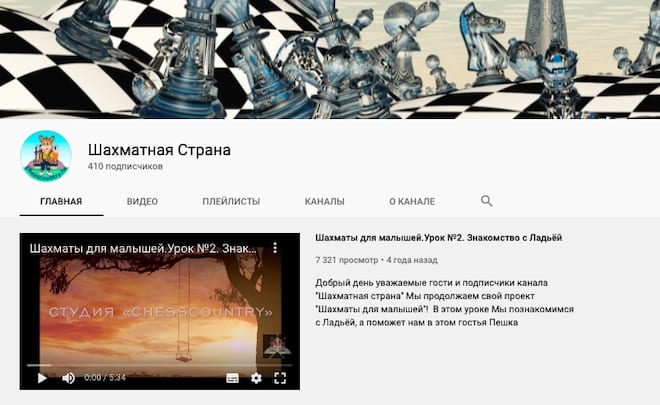 Шахматная Страна
410 подписчиков
ГЛАВНАЯ ВИДЕО ПЛЕЙЛИСТЫ КАНАЛЫ О КАНАЛЕ
Шахматы для малышей.Урок №2. Знак...
СТУДИЯ «CHESSCOUNTRY»
0:00 / 5:34
Шахматы для малышей.Урок №2. Знакомство с Ладьёй
7 321 просмотр • 4 года назад
Добрый день уважаемые гости и подписчики канала
"Шахматная страна" Мы продолжаем свой проект
"Шахматы для малышей"! В этом уроке Мы познакомимся
с Ладьёй, а поможет нам в этом гостья Пешка